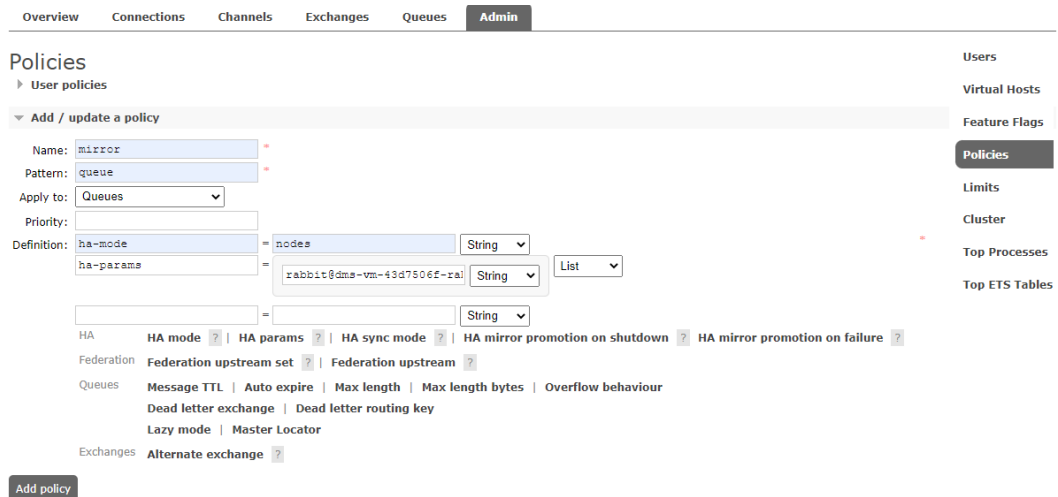 Overview Connections Channels Exchanges Queues Admin
Policies
User policies
Add / update a policy
Name: mirror *
Pattern: queue *
Apply to: Queues
Priority:
Definition: ha-mode = nodes String *
ha-params = rabbit@dms-vm-43d7506f-ra String List
= String
HA HA mode ? | HA params ? | HA sync mode ? | HA mirror promotion on shutdown ? HA mirror promotion on failure ?
Federation Federation upstream set ? | Federation upstream ?
Queues Message TTL | Auto expire | Max length | Max length bytes | Overflow behaviour
Dead letter exchange | Dead letter routing key
Lazy mode | Master Locator
Exchanges Alternate exchange ?
Add policy
Users
Virtual Hosts
Feature Flags
Policies
Limits
Cluster
Top Processes
Top ETS Tables